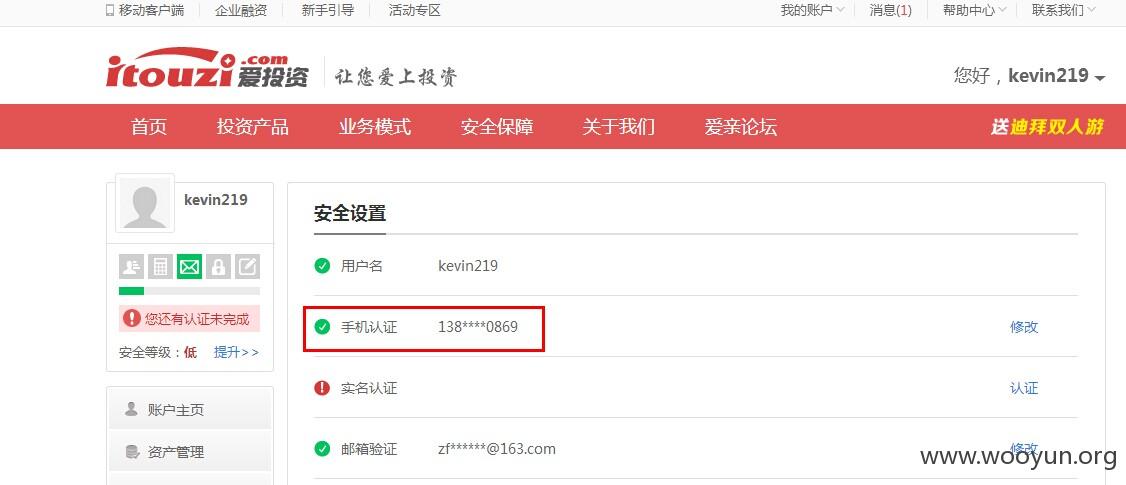 移动客户端 企业融资 新手引导 活动专区 我的账户 消息(1) 帮助中心 联系我们
itouzi.com 爱投资 让您爱上投资 您好，kevin219
首页 投资产品 业务模式 安全保障 关于我们 爱亲论坛 送迪拜双人游
kevin219
您还有认证未完成
安全等级：低 提升>>
账户主页
资产管理
安全设置
用户名 kevin219
手机认证 138****0869 修改
实名认证 认证
邮箱验证 zf******@163.com 修改
www.wooyun.org